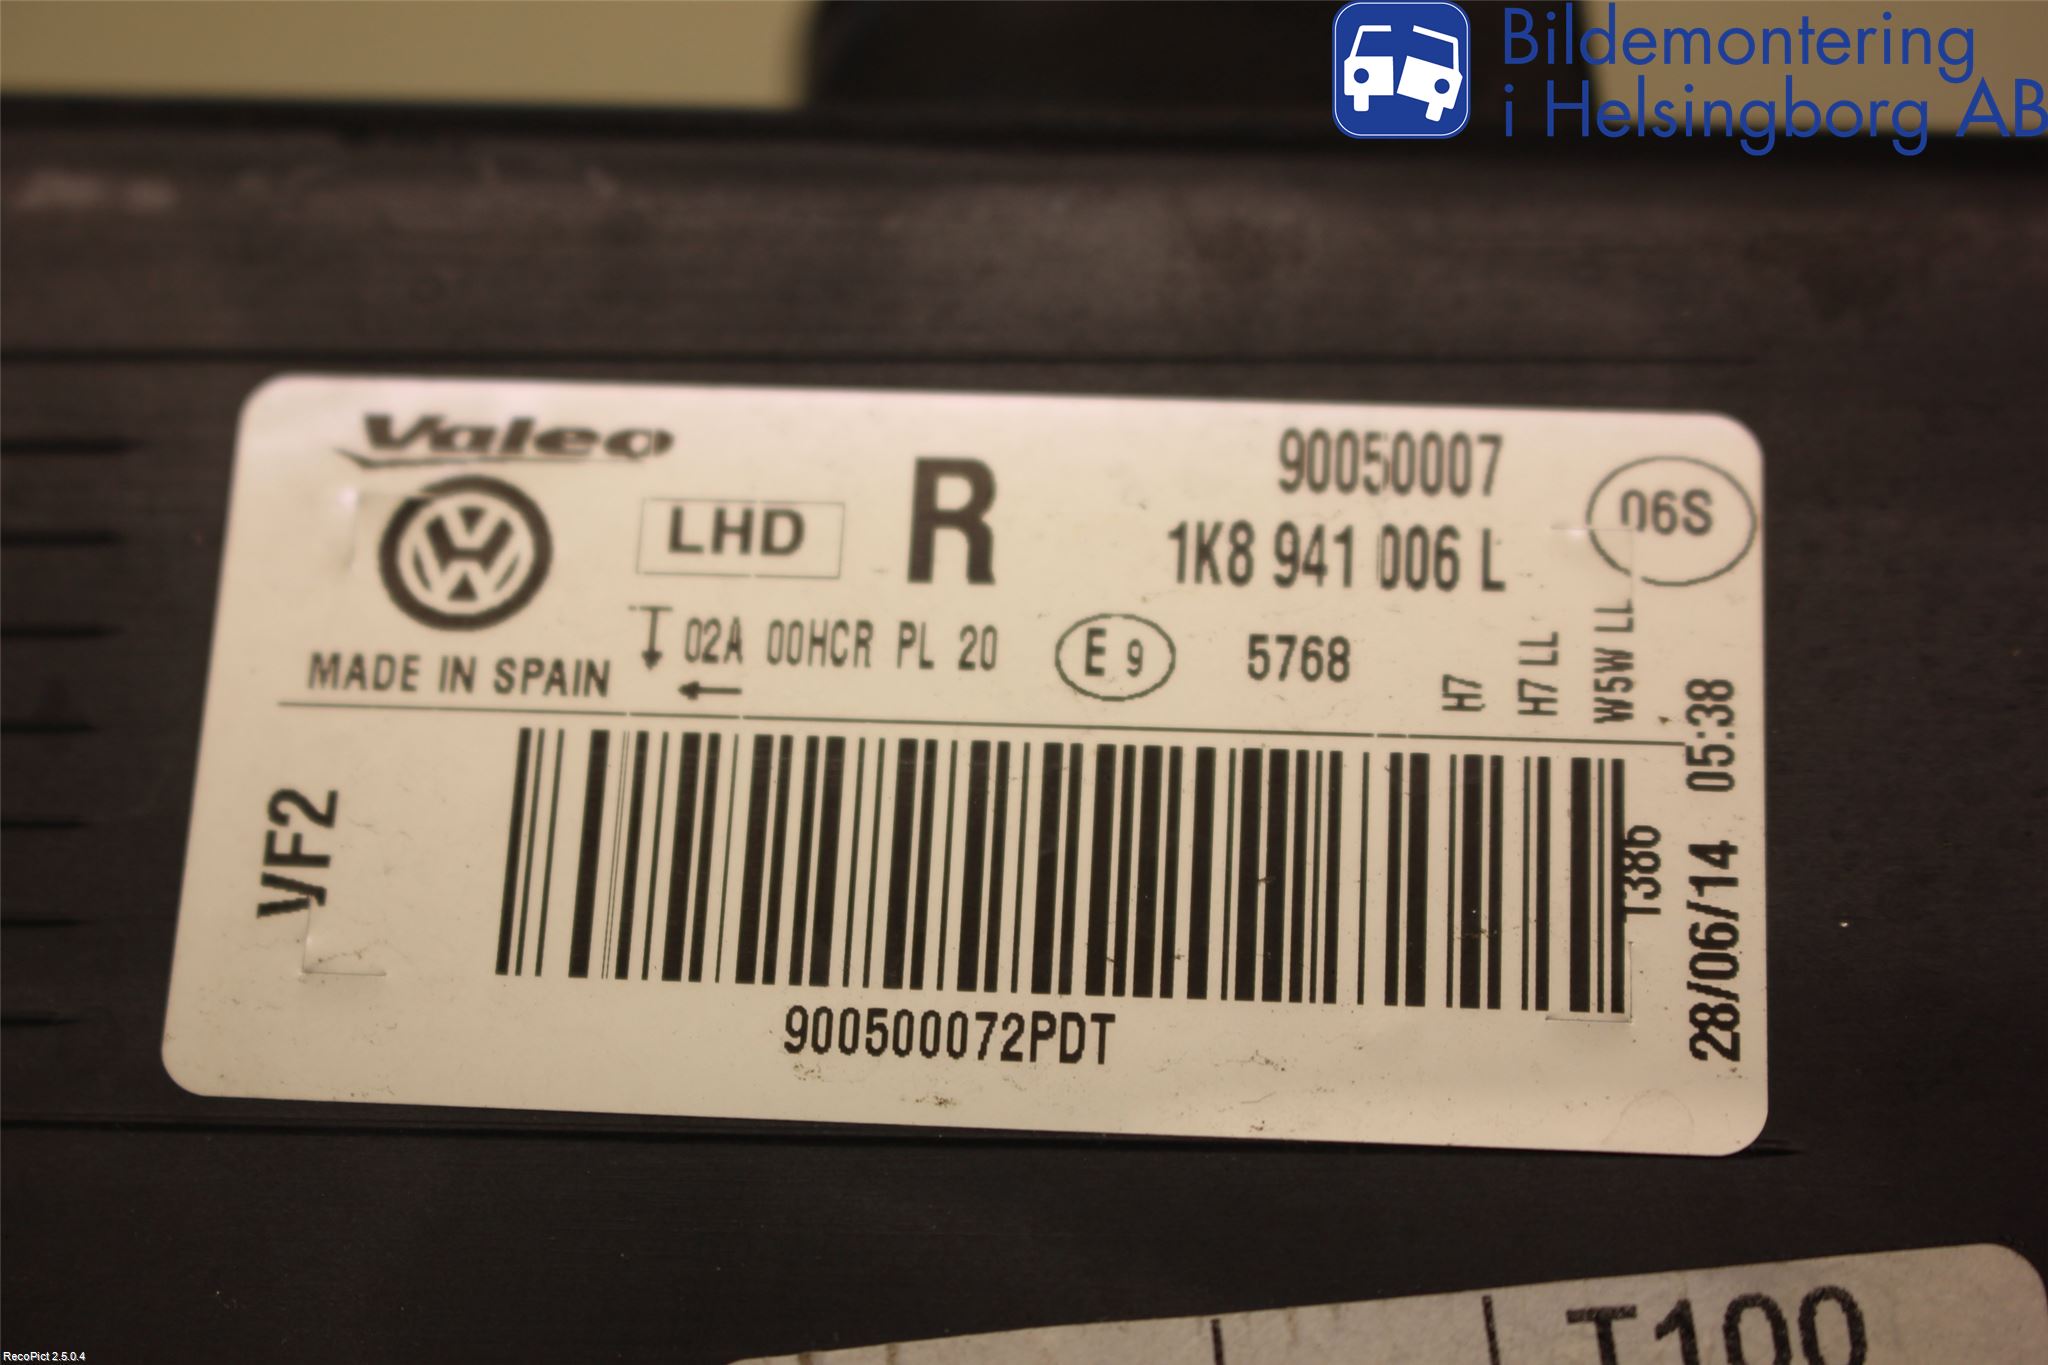 Bildemontering
i Helsingborg AB
Valeo
LHD
R
90050007
1K8 941 006 L
06S
MADE IN SPAIN
02A 00HCR PL 20
E 9
5768
H7
H7 LL
W5W LL
VF2
T386
28/06/14 05:38
900500072PDT
T100
RecoPict 2.5.0.4